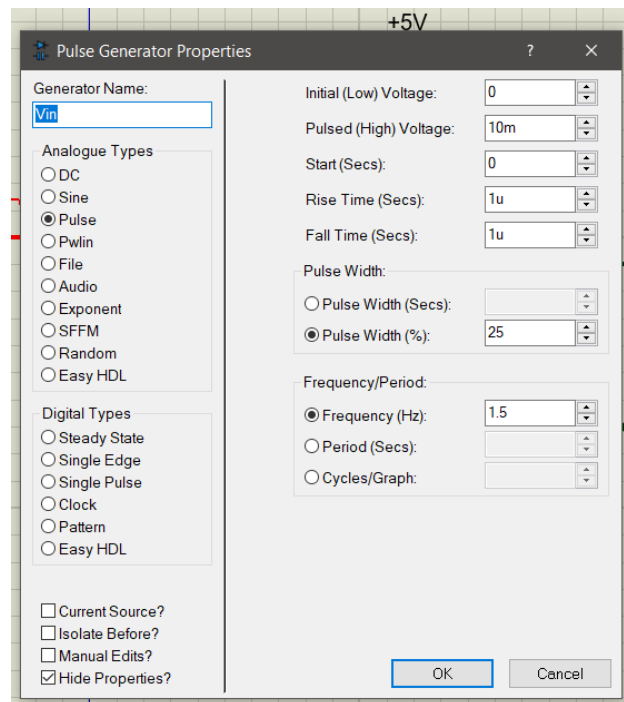 +5V
Pulse Generator Properties ? ×
Generator Name:
Vin
Analogue Types
DC
Sine
Pulse
Pwlin
File
Audio
Exponent
SFFM
Random
Easy HDL
Digital Types
Steady State
Single Edge
Single Pulse
Clock
Pattern
Easy HDL
Current Source?
Isolate Before?
Manual Edits?
Hide Properties?
Initial (Low) Voltage: 0
Pulsed (High) Voltage: 10m
Start (Secs): 0
Rise Time (Secs): 1u
Fall Time (Secs): 1u
Pulse Width:
Pulse Width (Secs):
Pulse Width (%): 25
Frequency/Period:
Frequency (Hz): 1.5
Period (Secs):
Cycles/Graph:
OK Cancel